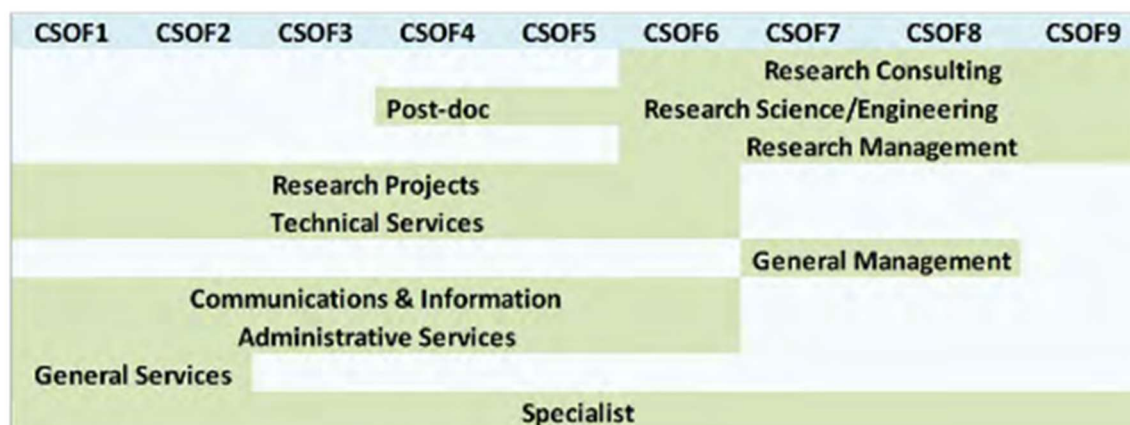 CSOF1 CSOF2 CSOF3 CSOF4 CSOF5 CSOF6 CSOF7 CSOF8 CSOF9
Research Consulting
Post-doc Research Science/Engineering
Research Management
Research Projects
Technical Services
General Management
Communications & Information
Administrative Services
General Services
Specialist